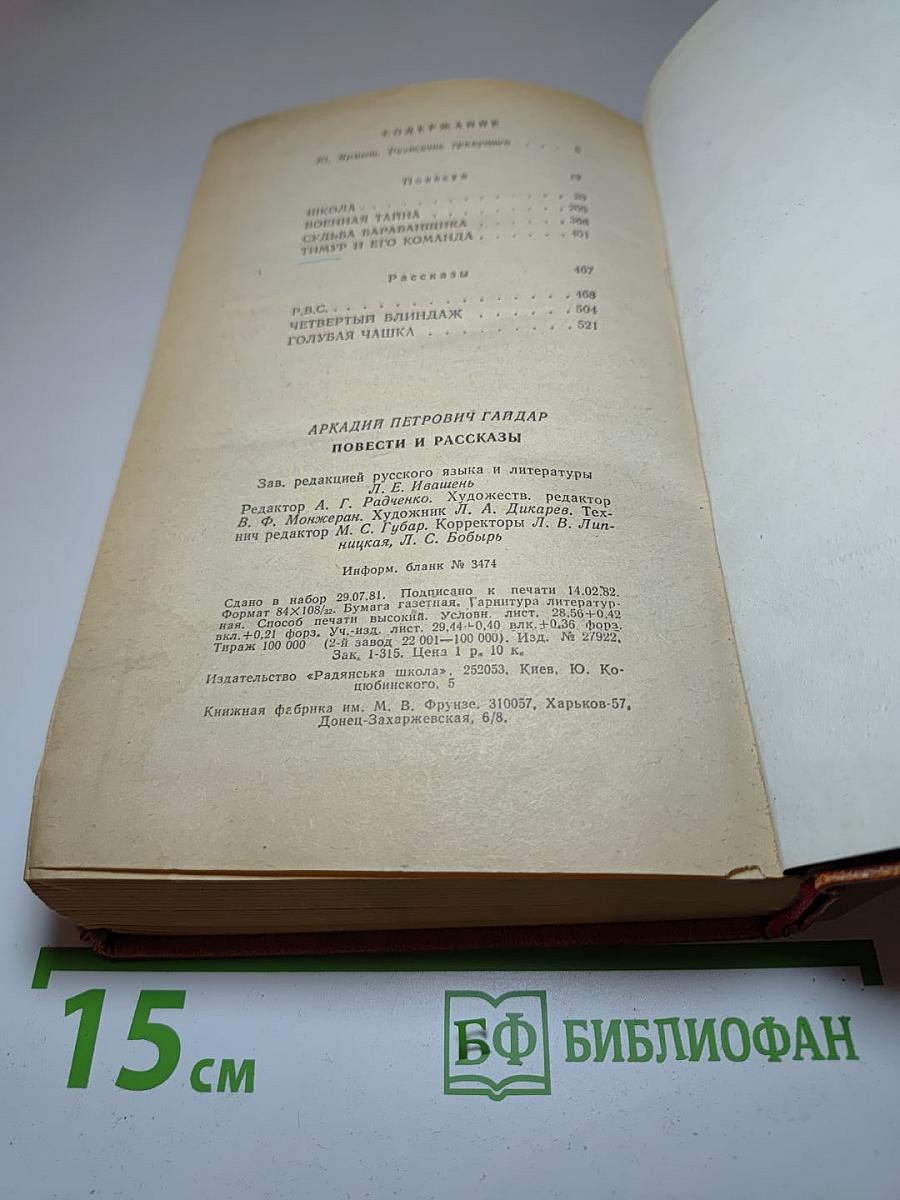 СОДЕРЖАНИЕ
Ю. Ярмыш. . . . 5
Повести
ШКОЛА . . . . . . . . . . . . . 20
ВОЕННАЯ ТАЙНА . . . . . . . . .
СУДЬБА БАРАБАНЩИКА . . . . . . .
ТИМУР И ЕГО КОМАНДА . . . . . . 401
Рассказы 467
Р.В.С. . . . . . . . . . . . . . . 468
ЧЕТВЕРТЫЙ БЛИНДАЖ . . . . . . 504
ГОЛУБАЯ ЧАШКА . . . . . . . . 521
АРКАДИЙ ПЕТРОВИЧ ГАЙДАР
ПОВЕСТИ И РАССКАЗЫ
Зав. редакцией русского языка и литературы
Л. Е. Ивашень
Редактор А. Г. Радченко. Художеств. редактор
В. Ф. Монжеран. Художник Л. А. Дикарев. Тех-
нич редактор М. С. Губар. Корректоры Л. В. Лип-
ницкая, Л. С. Бобырь
Информ. бланк № 3474
Сдано в набор 29.07.81. Подписано к печати 14.02.82.
Формат 84×108/32. Бумага газетная. Гарнитура литератур-
ная. Способ печати высокий. Условн. лист. 28,56+0,42
вкл.+0,21 форз. Уч.-изд. лист. 29,44+0,40 влк.+0,36 форз.
Тираж 100 000 (2-й завод 22 001—100 000). Изд. № 27922.
Зак. 1-315. Цена 1 р. 10 к.
Издательство «Радянська школа», 252053, Киев, Ю. Ко-
цюбинского, 5
Книжная фабрика им. М. В. Фрунзе. 310057, Харьков-57,
Донец-Захаржевская, 6/8.
15 см
БФ БИБЛИОФАН